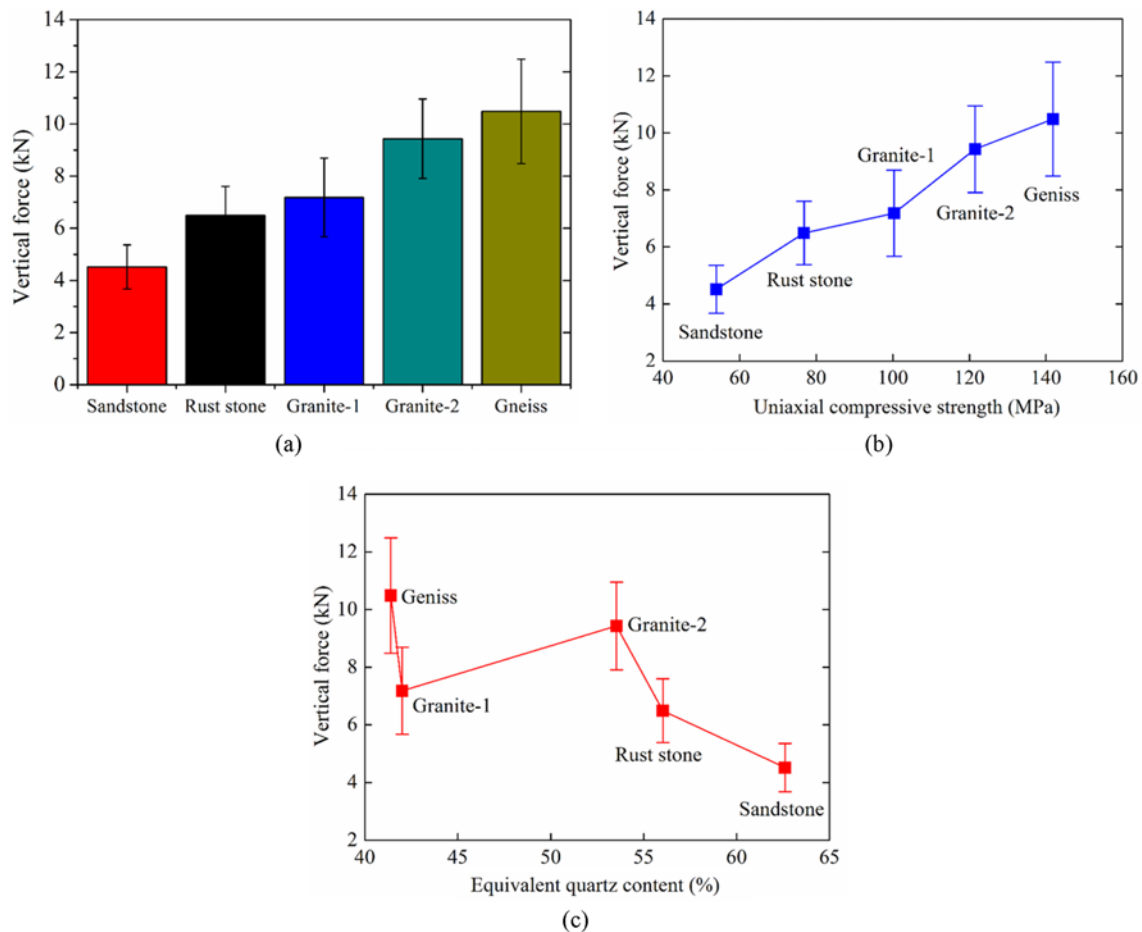 14
12
10
8
6
4
2
0
Vertical force (kN)
Sandstone Rust stone Granite-1 Granite-2 Gneiss
(a)
14
12
10
8
6
4
2
Vertical force (kN)
Granite-1
Geniss
Granite-2
Rust stone
Sandstone
40 60 80 100 120 140 160
Uniaxial compressive strength (MPa)
(b)
14
12
10
8
6
4
2
Vertical force (kN)
Geniss
Granite-2
Granite-1
Rust stone
Sandstone
40 45 50 55 60 65
Equivalent quartz content (%)
(c)